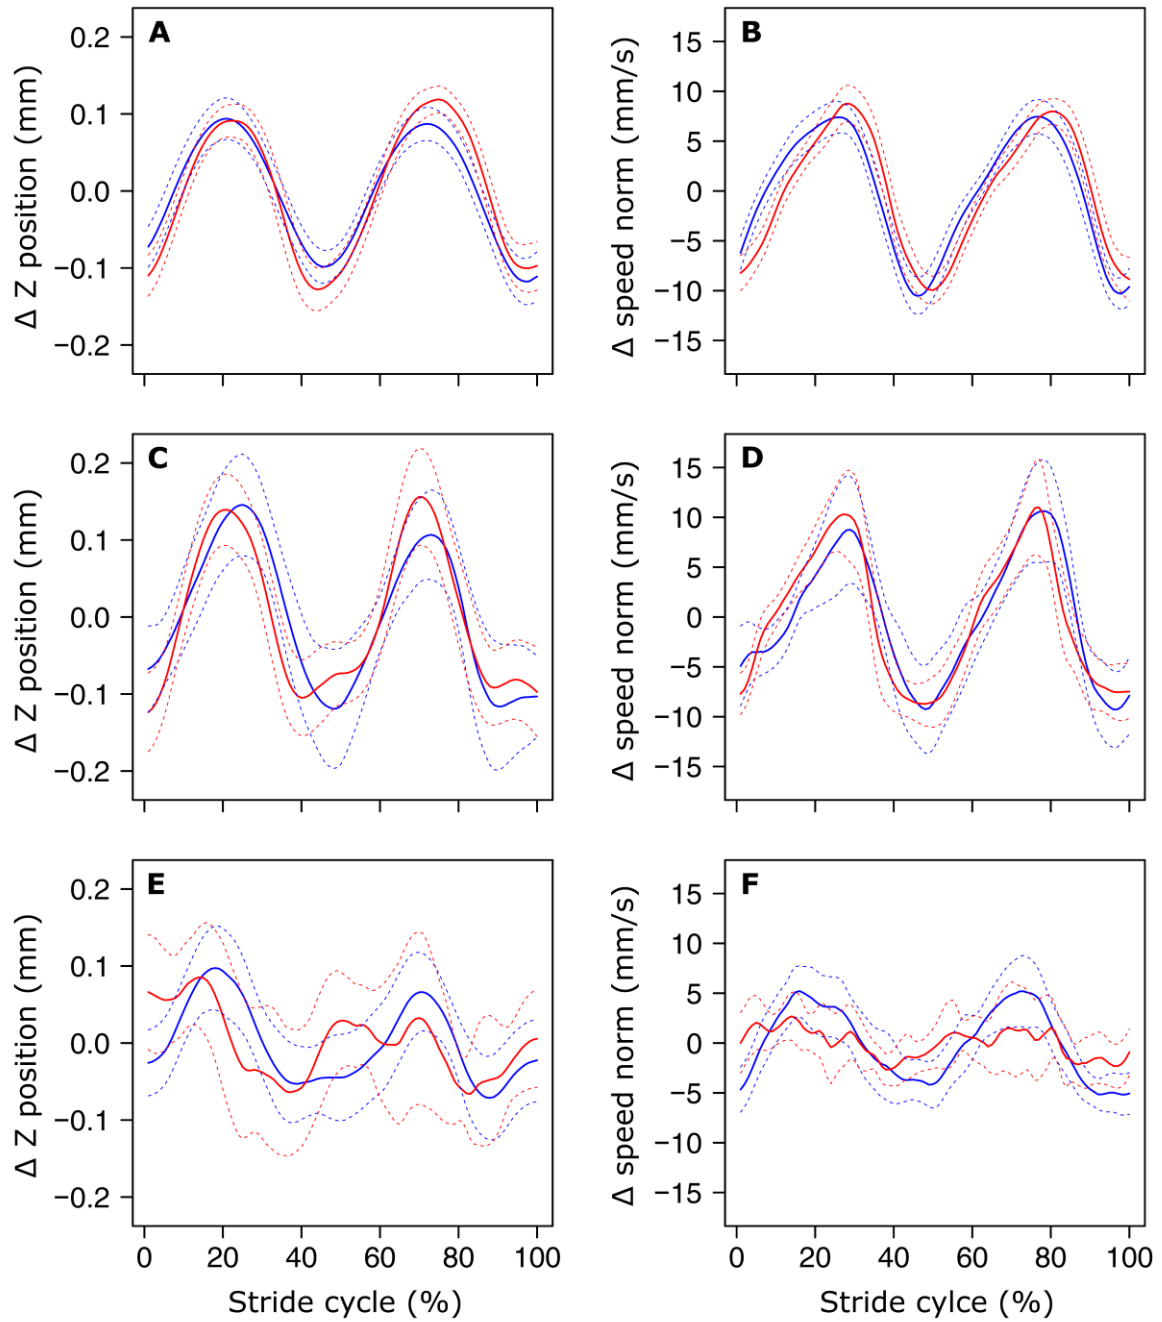 A
0.2
0.1
0.0
−0.1
−0.2
Δ Z position (mm)
B
15
10
5
0
−5
−10
−15
Δ speed norm (mm/s)
C
0.2
0.1
0.0
−0.1
−0.2
Δ Z position (mm)
D
15
10
5
0
−5
−10
−15
Δ speed norm (mm/s)
E
0.2
0.1
0.0
−0.1
−0.2
Δ Z position (mm)
0 20 40 60 80 100
Stride cycle (%)
F
15
10
5
0
−5
−10
−15
Δ speed norm (mm/s)
0 20 40 60 80 100
Stride cylce (%)